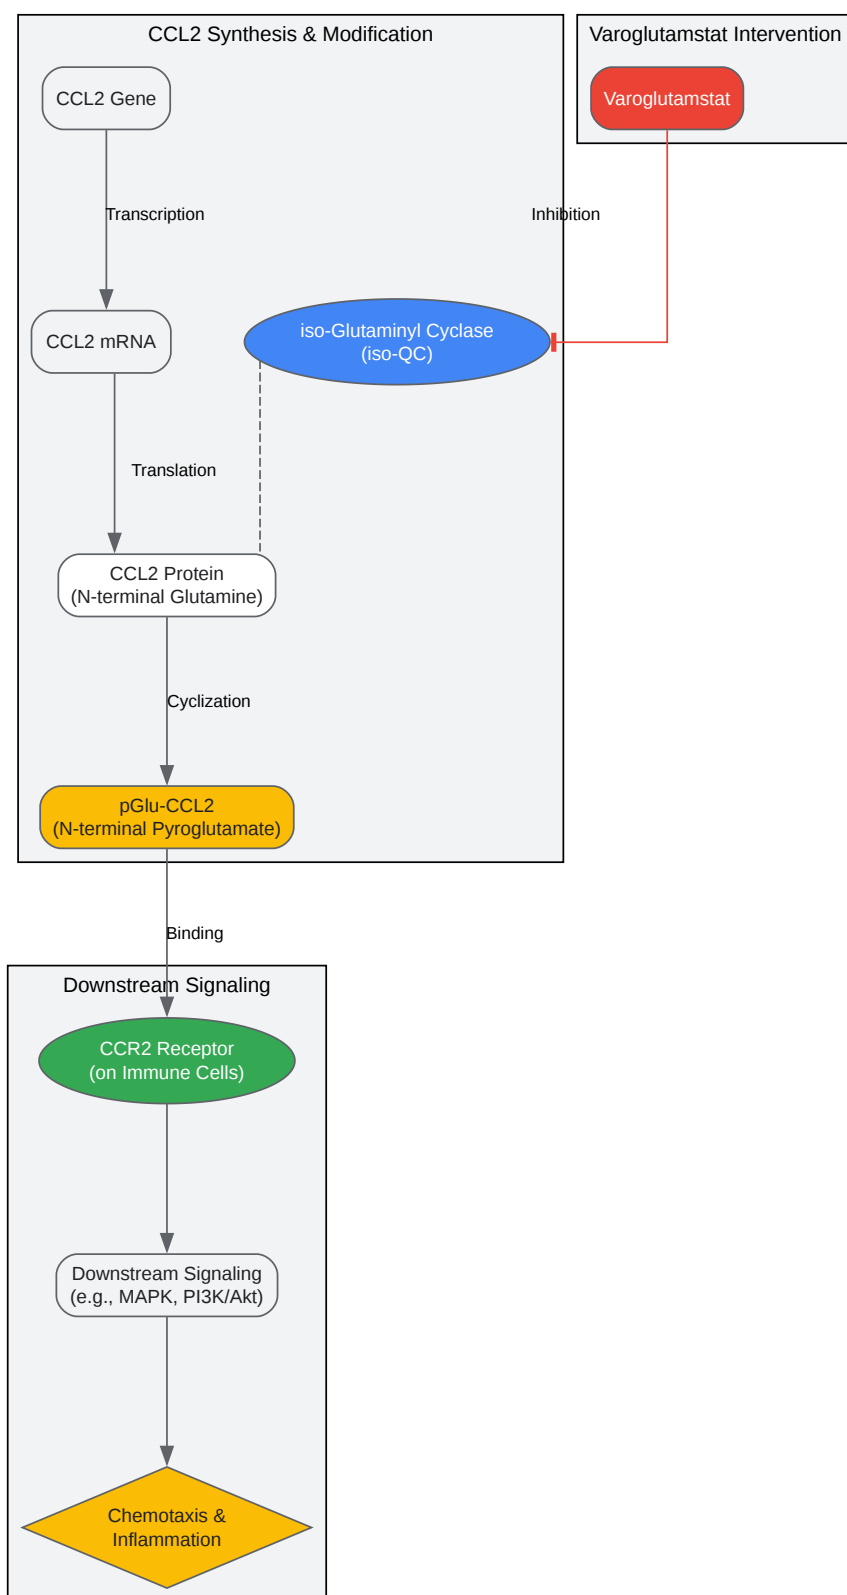 CCL2 Synthesis & Modification
Varoglutamstat Intervention
CCL2 Gene
Varoglutamstat
Transcription
Inhibition
CCL2 mRNA
iso-Glutaminyl Cyclase
(iso-QC)
Translation
CCL2 Protein
(N-terminal Glutamine)
Cyclization
pGlu-CCL2
(N-terminal Pyroglutamate)
Binding
Downstream Signaling
CCR2 Receptor
(on Immune Cells)
Downstream Signaling
(e.g., MAPK, PI3K/Akt)
Chemotaxis &
Inflammation